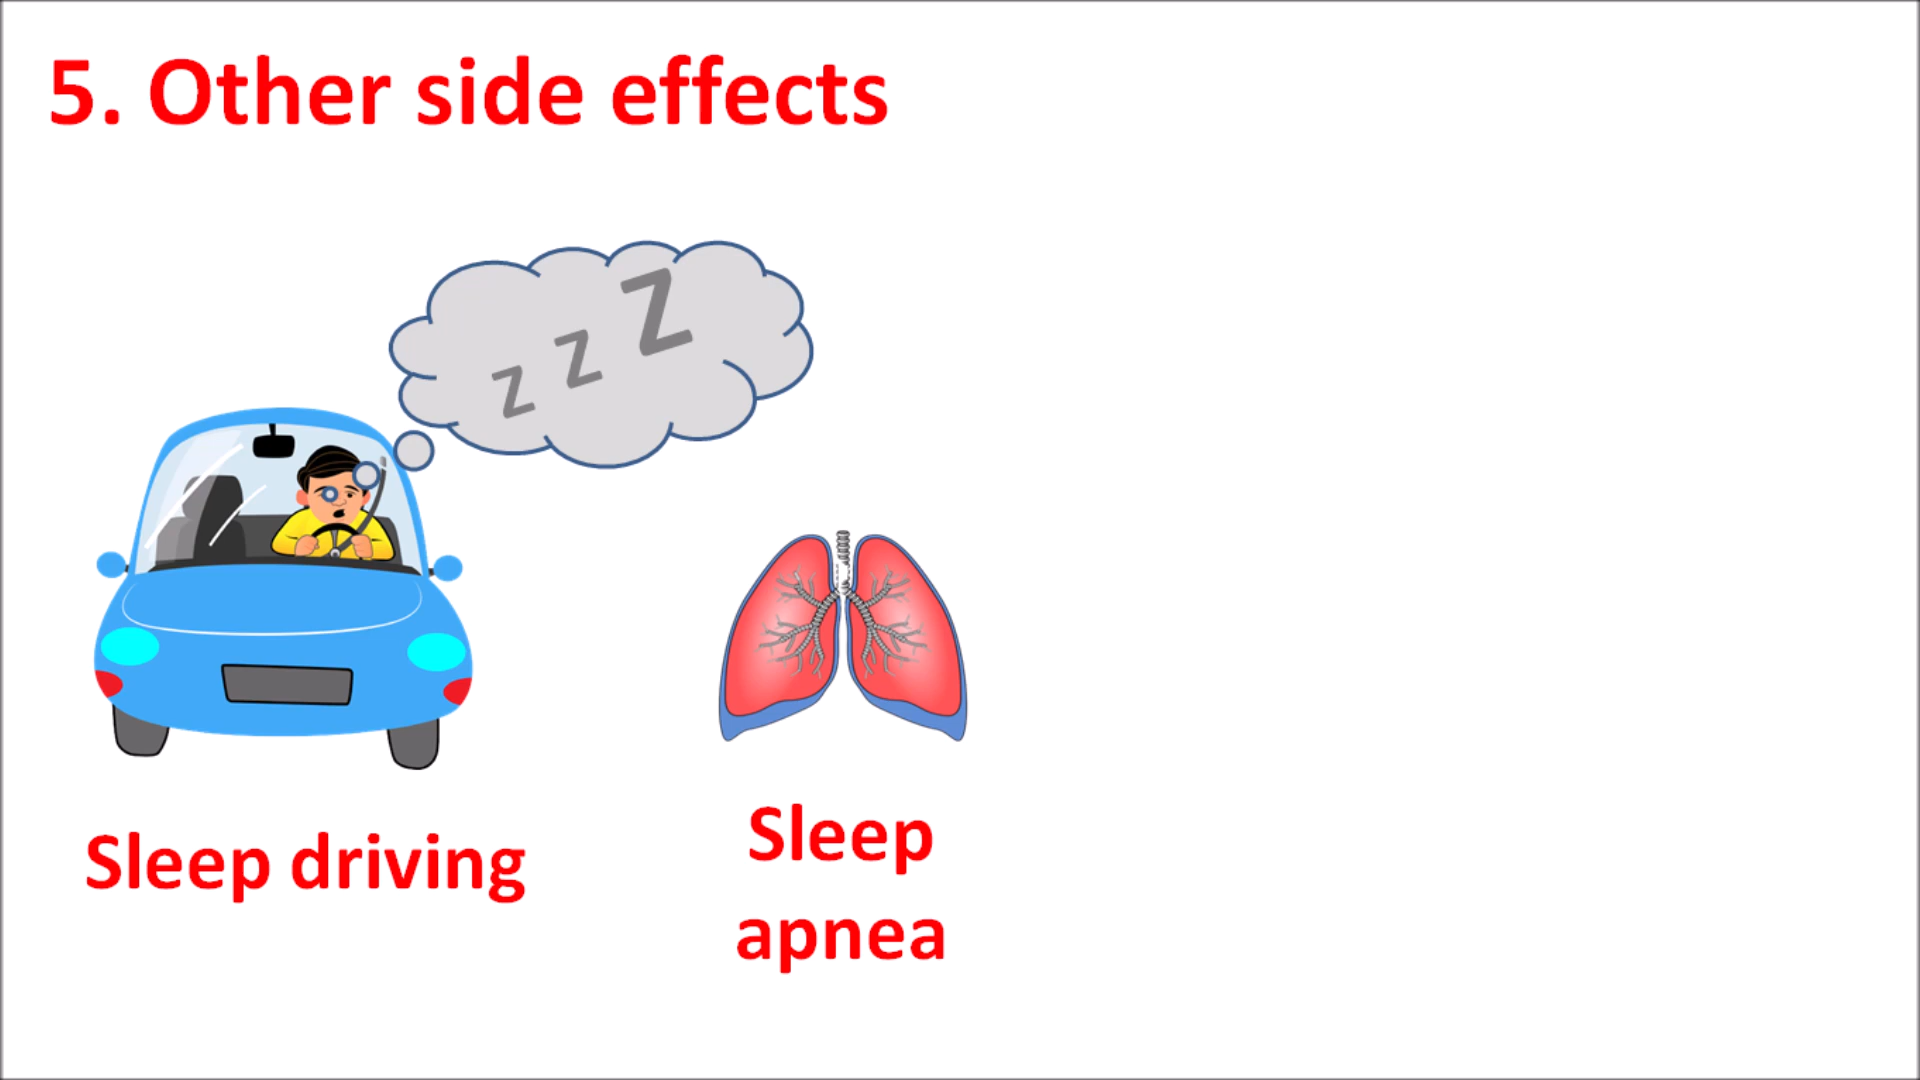 5. Other side effects
z z Z
Sleep driving
Sleep
apnea